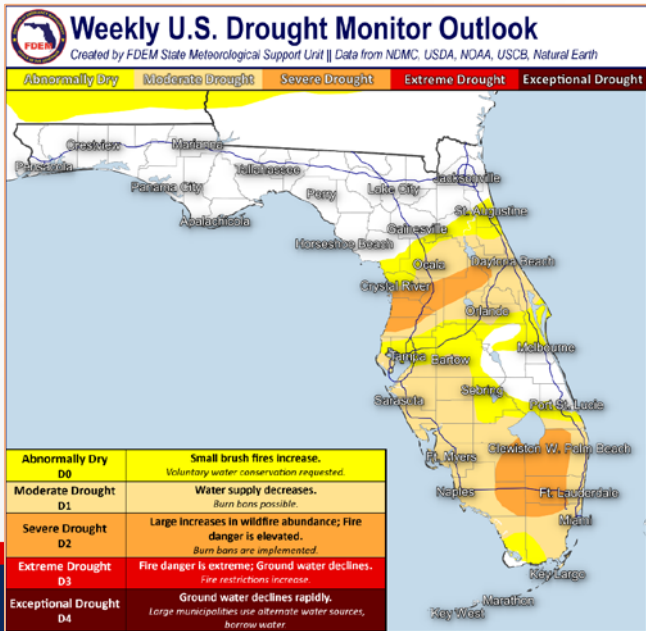 Weekly U.S. Drought Monitor Outlook
FDEM
Created by FDEM State Meteorological Support Unit || Data from NDMC, USDA, NOAA, USCB, Natural Earth
Abnormally Dry Moderate Drought Severe Drought Extreme Drought Exceptional Drought
Crestview Marianna
Pensacola Tallahassee Jacksonville
Panama City Perry Lake City
Apalachicola St. Augustine
Gainesville
Horseshoe Beach
Ocala Daytona Beach
Crystal River
Orlando
Tampa Bartow Melbourne
Sebring
Sarasota Port St. Lucie
Clewiston W. Palm Beach
Ft. Myers
Naples Ft. Lauderdale
Miami
Key Largo
Marathon
Key West
Abnormally Dry
D0
Small brush fires increase.
Voluntary water conservation requested.
Moderate Drought
D1
Water supply decreases.
Burn bans possible.
Severe Drought
D2
Large increases in wildfire abundance; Fire
danger is elevated.
Burn bans are implemented.
Extreme Drought
D3
Fire danger is extreme; Ground water declines.
Fire restrictions increase.
Exceptional Drought
D4
Ground water declines rapidly.
Large municipalities use alternate water sources,
borrow water.